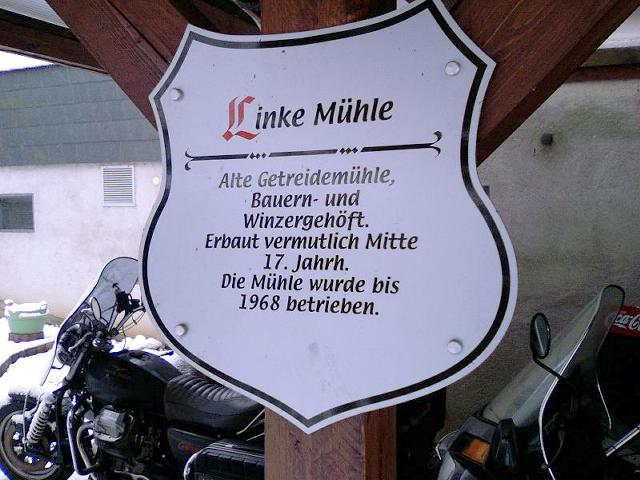 Linke Mühle
Alte Getreidemühle,
Bauern- und
Winzergehöft.
Erbaut vermutlich Mitte
17. Jahrh.
Die Mühle wurde bis
1968 betrieben.